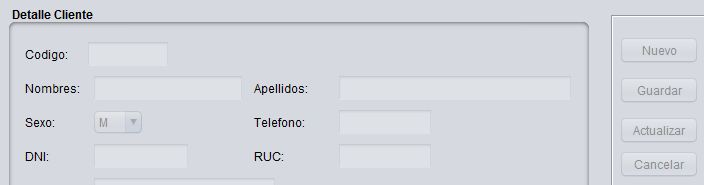 Detalle Cliente
Codigo:
Nuevo
Nombres:
Apellidos:
Guardar
Sexo:
M
Telefono:
Actualizar
DNI:
RUC:
Cancelar